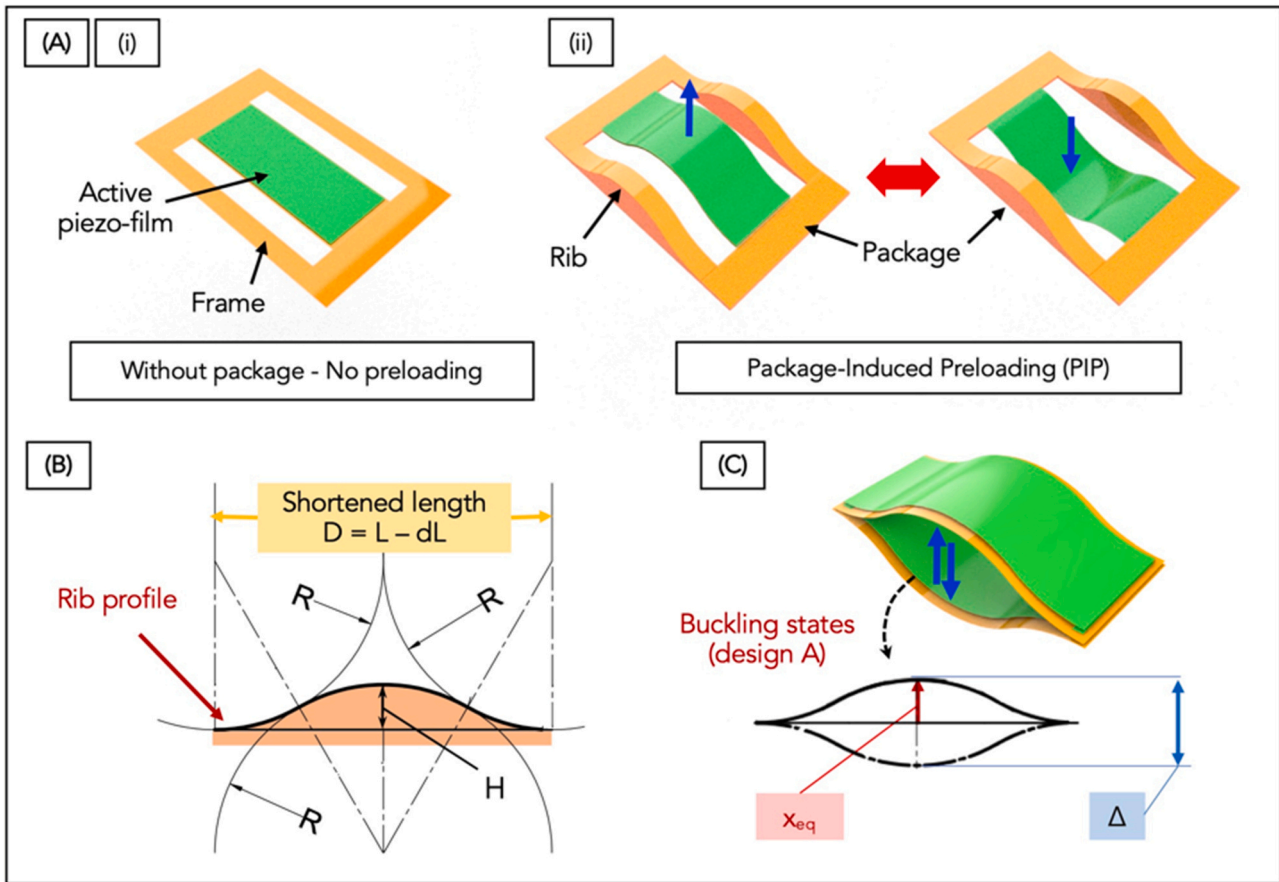 (A)
(i)
(ii)
Active
piezo-film
Frame
Rib
Package
Without package - No preloading
Package-Induced Preloading (PIP)
(B)
Shortened length
D = L – dL
Rib profile
R
R
R
H
(C)
Buckling states
(design A)
x_eq
Δ